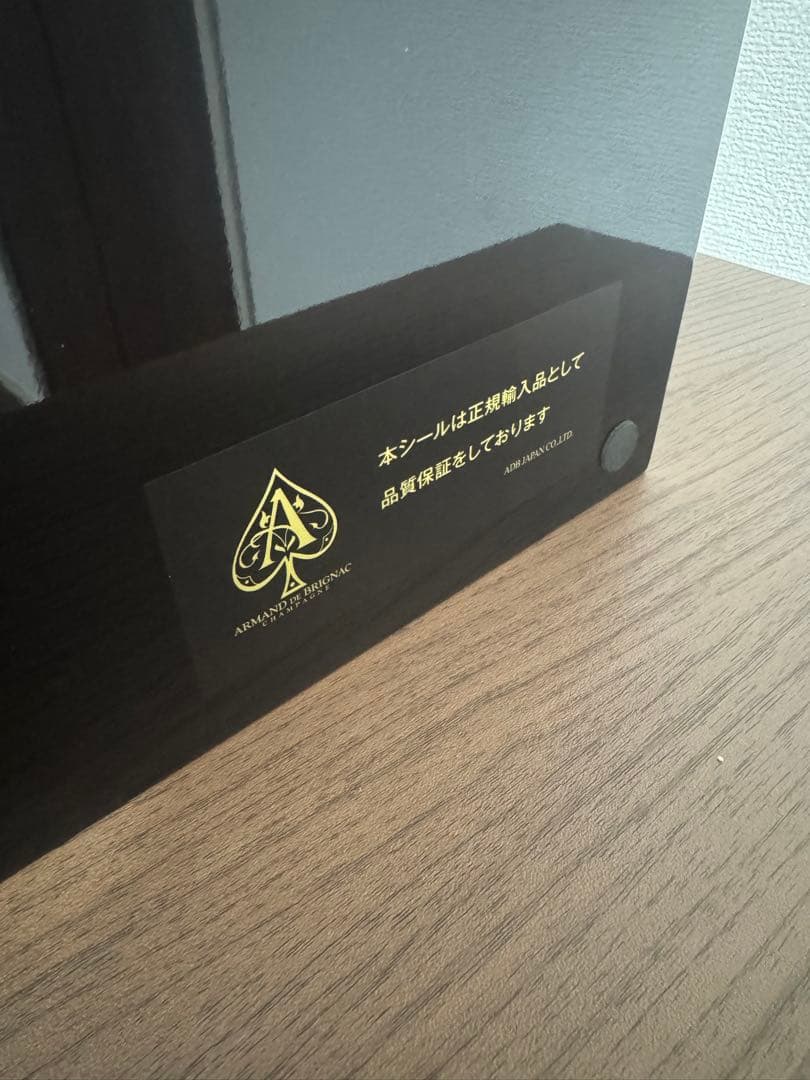 本シールは正規輸入品として
品質保証をしております
ADB JAPAN CO.,LTD.
A
ARMAND DE BRIGNAC
CHAMPAGNE